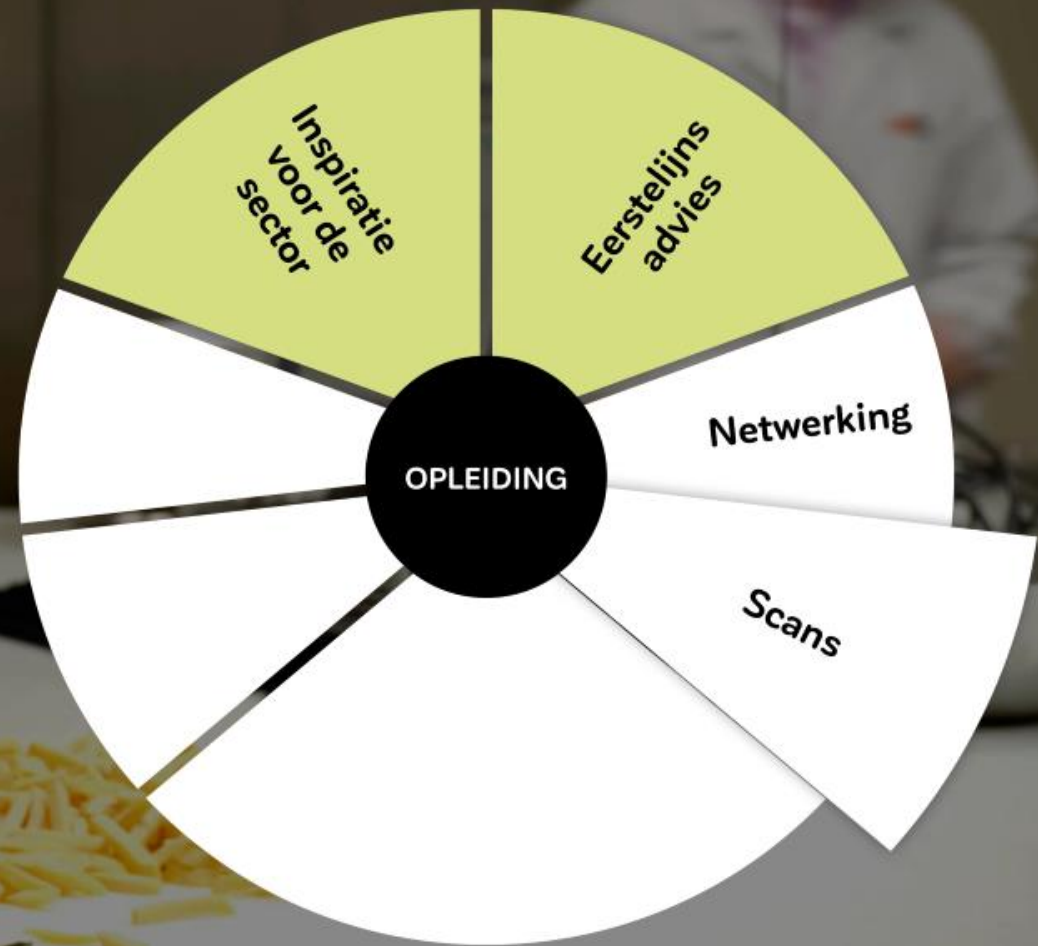 Inspiratie
voor de
sector
Eerstelijns
advies
Netwerking
OPLEIDING
Scans